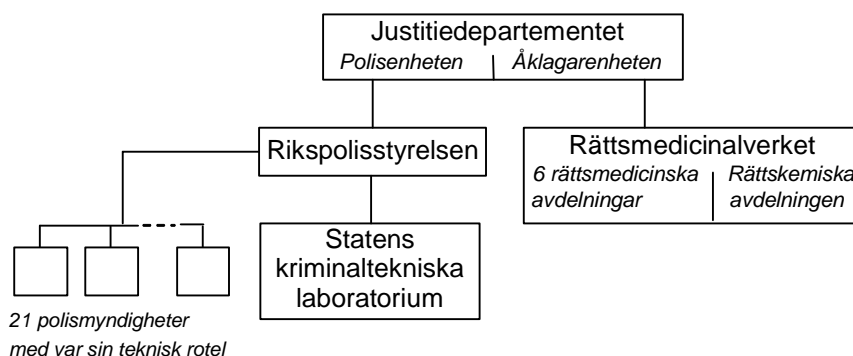 Justitiedepartementet
Polisenheten Åklagarenheten
Rikspolisstyrelsen
Rättsmedicinalverket
6 rättsmedicinska avdelningar
Rättskemiska avdelningen
Statens
kriminaltekniska
laboratorium
21 polismyndigheter
med var sin teknisk rotel